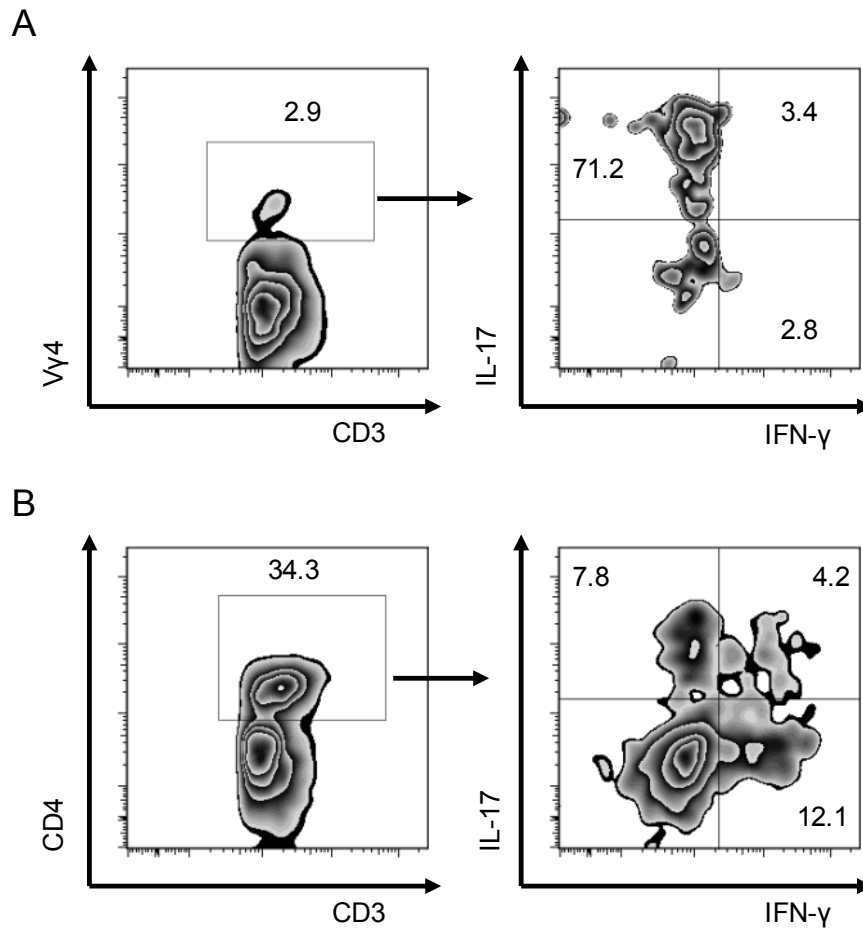 A
2.9
3.4
71.2
2.8
Vγ4
IL-17
CD3
IFN-γ
B
34.3
7.8
4.2
12.1
CD4
IL-17
CD3
IFN-γ